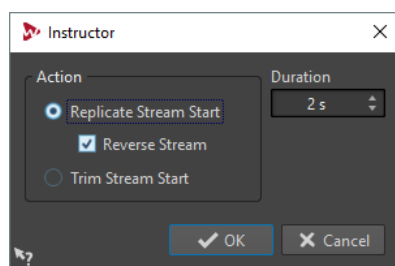 Instructor
Action
Duration
Replicate Stream Start
2 s
Reverse Stream
Trim Stream Start
OK
Cancel
?